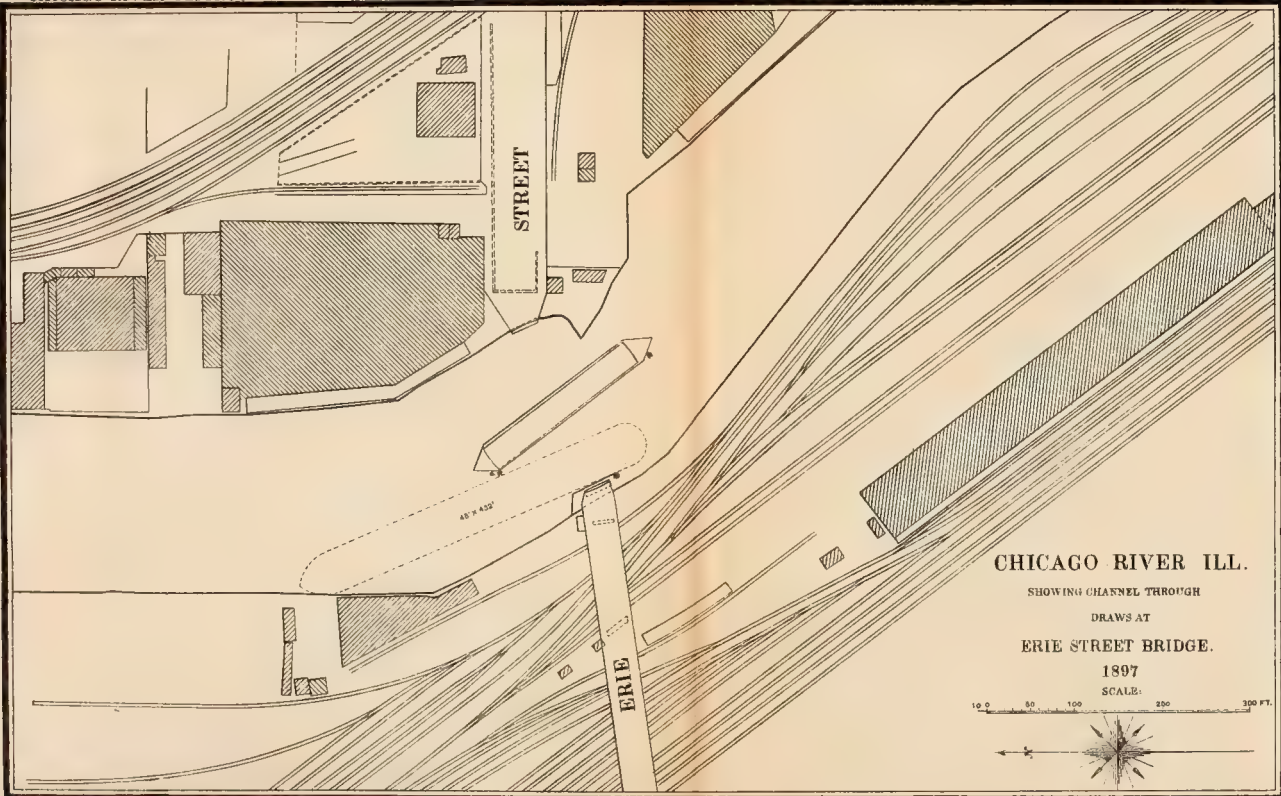 STREET
48' X 432'
ERIE
CHICAGO RIVER ILL.
SHOWING CHANNEL THROUGH
DRAWS AT
ERIE STREET BRIDGE.
1897
SCALE:
10 0 50 100 200 300 FT.
N